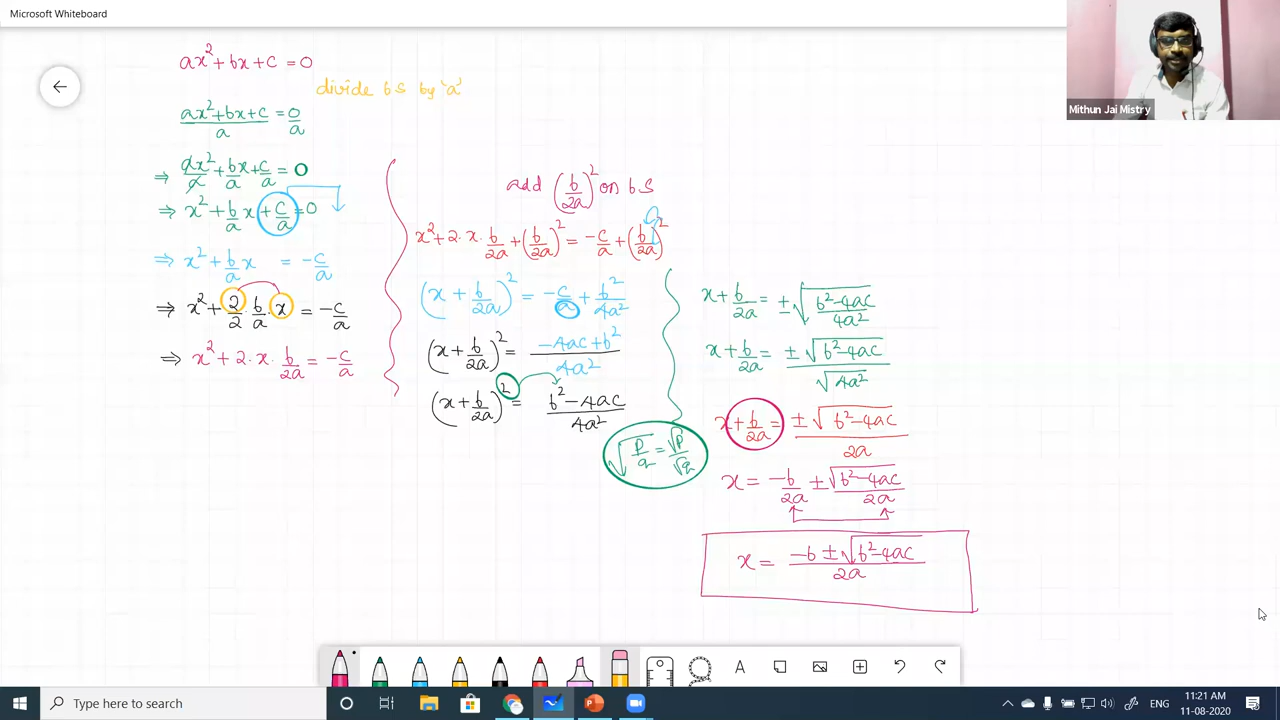 Microsoft Whiteboard
ax² + bx + c = 0
divide b S by 'a'
(ax² + bx + c)/a = 0/a
⇒ ax²/a + bx/a + c/a = 0
⇒ x² + b/a x + c/a = 0
⇒ x² + b/a x = -c/a
⇒ x² + 2/2 · b/a · x = -c/a
⇒ x² + 2·x·b/2a = -c/a
add (b/2a)² on b S
x² + 2·x·b/2a + (b/2a)² = -c/a + (b/2a)²
(x + b/2a)² = -c/a + b²/4a²
(x + b/2a)² = (-4ac + b²)/4a²
(x + b/2a)² = (b² - 4ac)/4a²
√(p/q) = √p/√q
x + b/2a = ±√((b² - 4ac)/4a²)
x + b/2a = ±√(b² - 4ac)/√(4a²)
x + b/2a = ±√(b² - 4ac)/2a
x = -b/2a ± √(b² - 4ac)/2a
x = (-b ± √(b² - 4ac))/2a
Mithun Jai Mistry
A
Type here to search
ENG
11:21 AM
11-08-2020